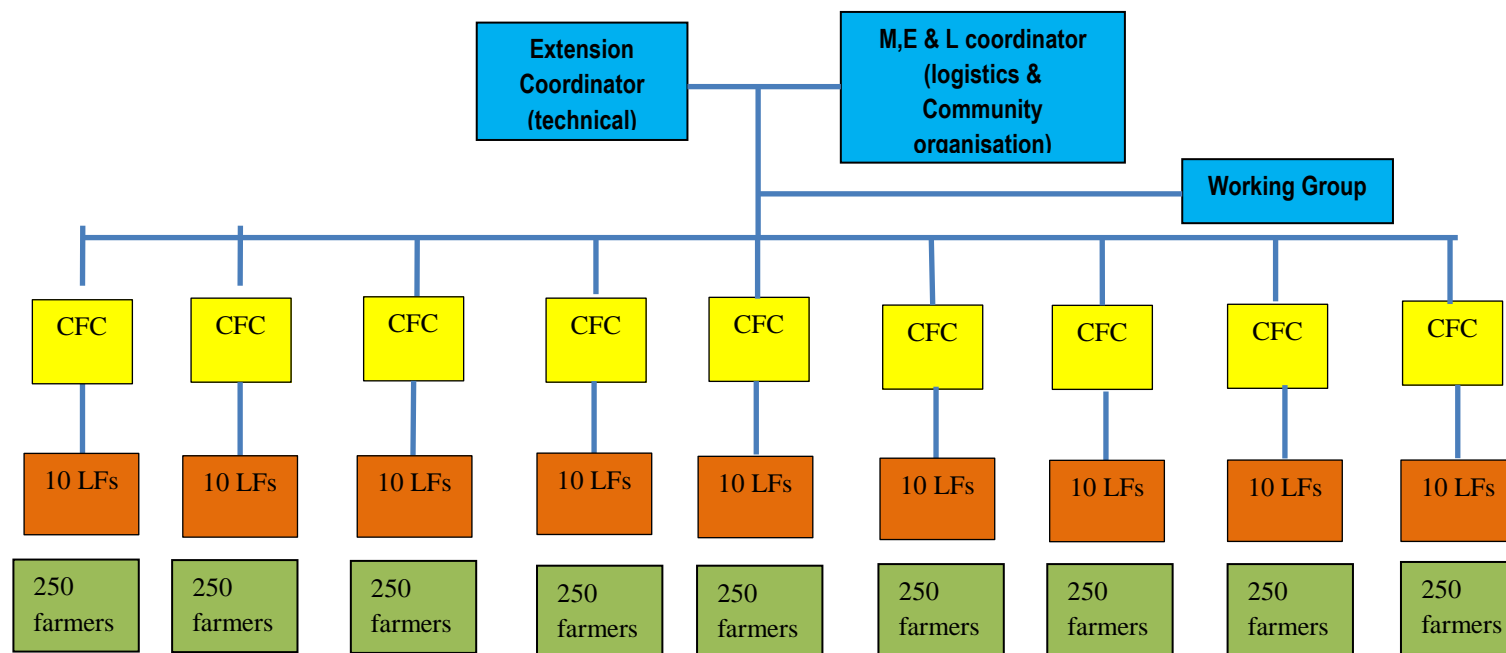 Extension
Coordinator
(technical)
M,E & L coordinator
(logistics &
Community
organisation)
Working Group
CFC
CFC
CFC
CFC
CFC
CFC
CFC
CFC
CFC
10 LFs
10 LFs
10 LFs
10 LFs
10 LFs
10 LFs
10 LFs
10 LFs
10 LFs
250
farmers
250
farmers
250
farmers
250
farmers
250
farmers
250
farmers
250
farmers
250
farmers
250
farmers